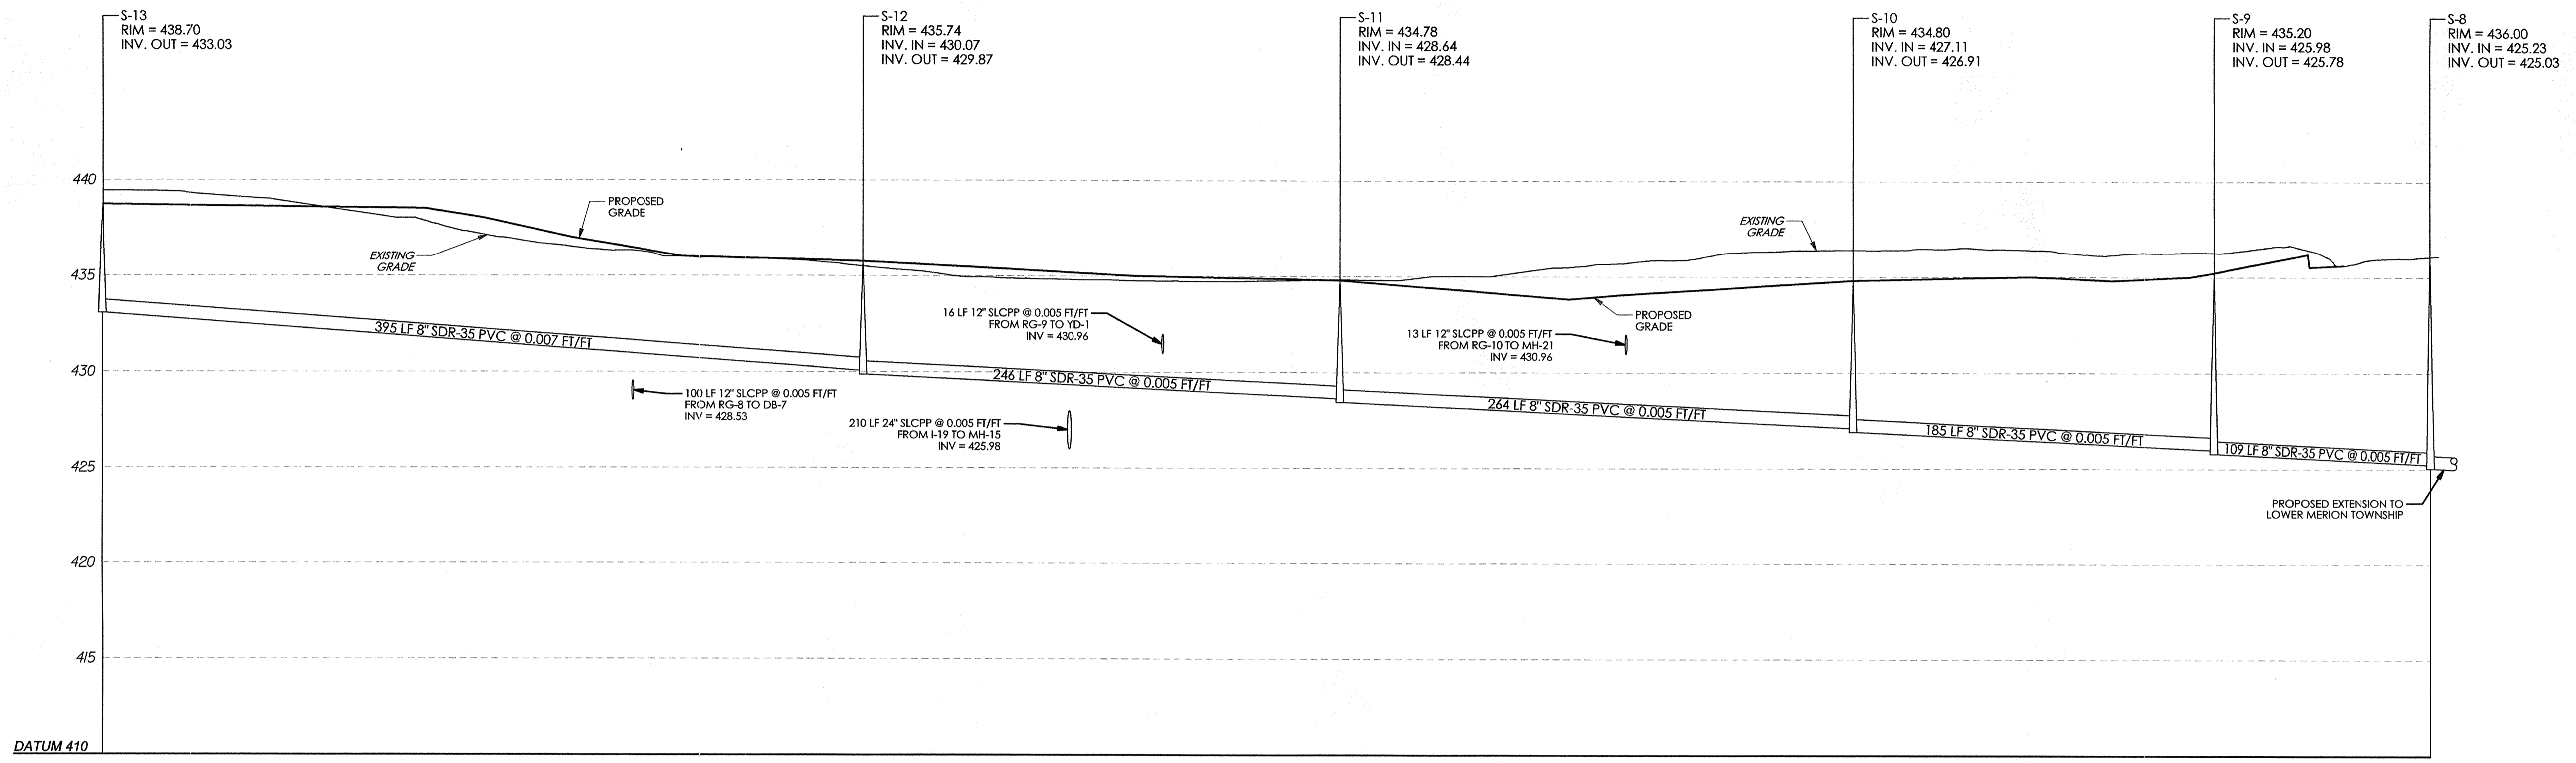 S-13
RIM = 438.70
INV. OUT = 433.03
S-12
RIM = 435.74
INV. IN = 430.07
INV. OUT = 429.87
S-11
RIM = 434.78
INV. IN = 428.64
INV. OUT = 428.44
S-10
RIM = 434.80
INV. IN = 427.11
INV. OUT = 426.91
S-9
RIM = 435.20
INV. IN = 425.98
INV. OUT = 425.78
S-8
RIM = 436.00
INV. IN = 425.23
INV. OUT = 425.03
440
PROPOSED
GRADE
EXISTING
GRADE
EXISTING
GRADE
435
16 LF 12" SLCPP @ 0.005 FT/FT
FROM RG-9 TO YD-1
INV = 430.96
PROPOSED
GRADE
13 LF 12" SLCPP @ 0.005 FT/FT
FROM RG-10 TO MH-21
INV = 430.96
395 LF 8" SDR-35 PVC @ 0.007 FT/FT
430
246 LF 8" SDR-35 PVC @ 0.005 FT/FT
100 LF 12" SLCPP @ 0.005 FT/FT
FROM RG-8 TO DB-7
INV = 428.53
264 LF 8" SDR-35 PVC @ 0.005 FT/FT
210 LF 24" SLCPP @ 0.005 FT/FT
FROM I-19 TO MH-15
INV = 425.98
185 LF 8" SDR-35 PVC @ 0.005 FT/FT
109 LF 8" SDR-35 PVC @ 0.005 FT/FT
425
PROPOSED EXTENSION TO
LOWER MERION TOWNSHIP
420
415
DATUM 410